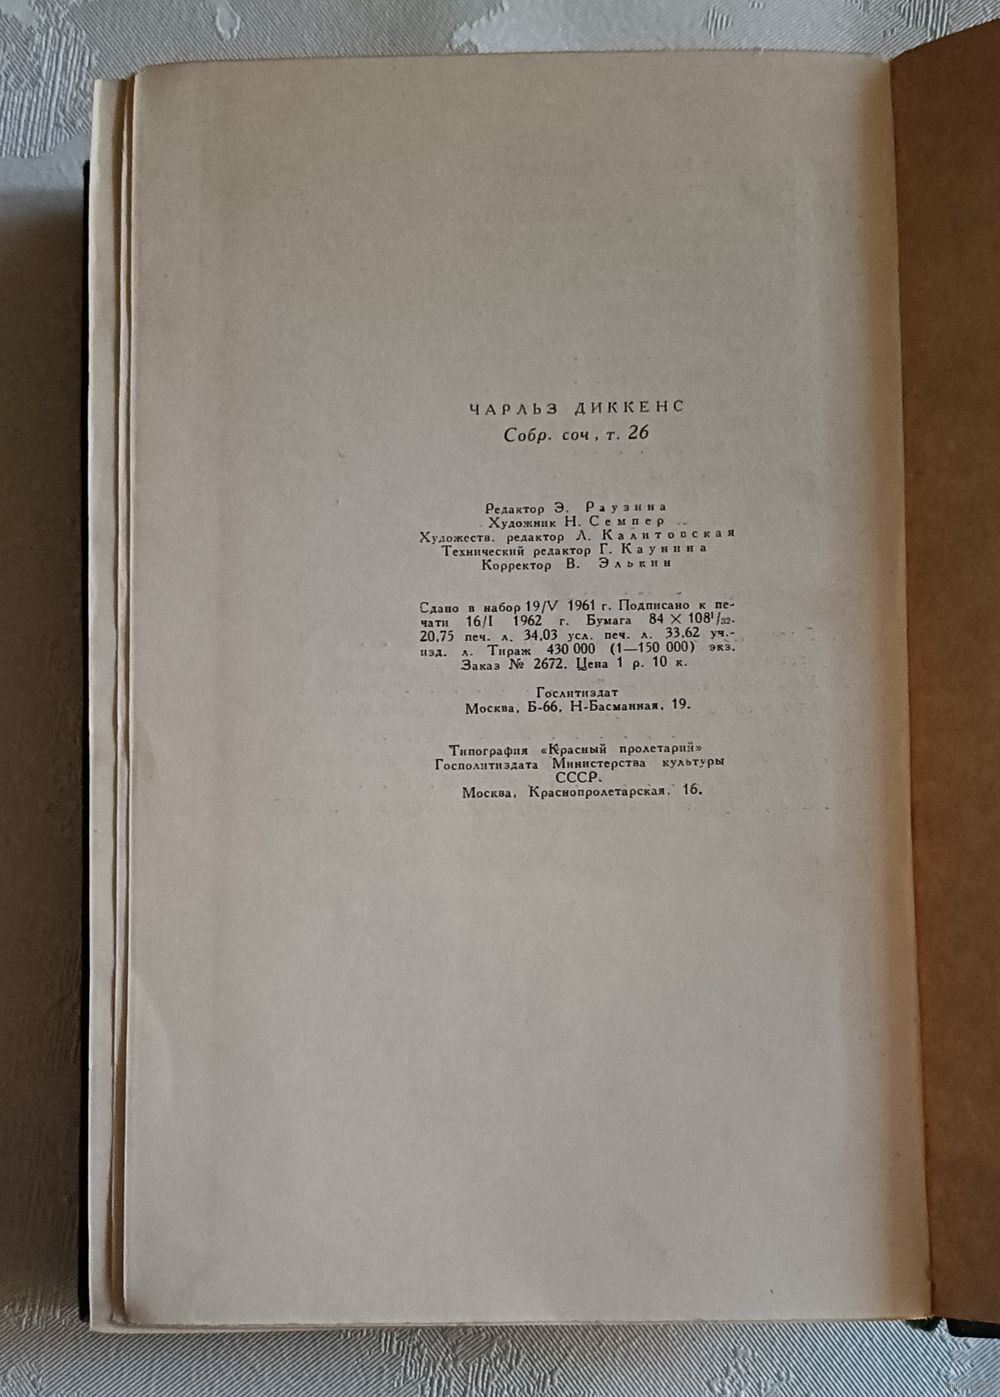 ЧАРЛЬЗ ДИККЕНС
Собр. соч., т. 26
Редактор Э. Раузина
Художник Н. Семпер
Художеств. редактор Л. Калитовская
Технический редактор Г. Каунина
Корректор В. Элькин
Сдано в набор 19/V 1961 г. Подписано к пе-
чати 16/I 1962 г. Бумага 84 × 108¹/₃₂.
20,75 печ. л. 34,03 усл. печ. л. 33,62 уч.-
изд. л. Тираж 430 000 (1—150 000) экз.
Заказ № 2672. Цена 1 р. 10 к.
Гослитиздат
Москва, Б-66, Н-Басманная, 19.
Типография «Красный пролетарий»
Госполитиздата Министерства культуры
СССР.
Москва, Краснопролетарская, 16.